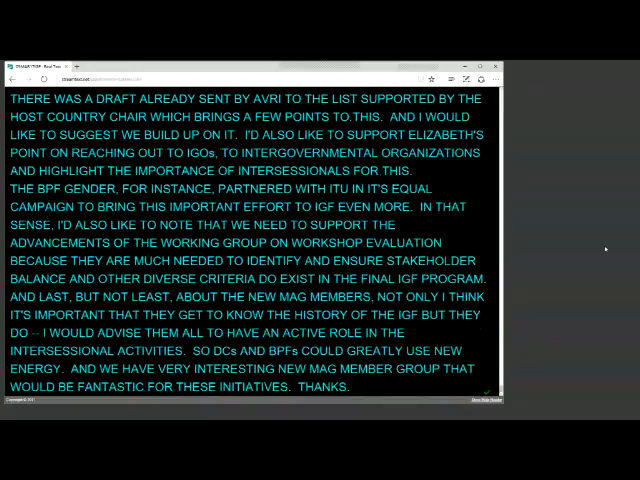 THERE WAS A DRAFT ALREADY SENT BY AVRI TO THE LIST SUPPORTED BY THE
HOST COUNTRY CHAIR WHICH BRINGS A FEW POINTS TO THIS.  AND I WOULD
LIKE TO SUGGEST WE BUILD UP ON IT.  I'D ALSO LIKE TO SUPPORT ELIZABETH'S
POINT ON REACHING OUT TO IGOs, TO INTERGOVERNMENTAL ORGANIZATIONS
AND HIGHLIGHT THE IMPORTANCE OF INTERSESSIONALS FOR THIS.
THE BPF GENDER, FOR INSTANCE, PARTNERED WITH ITU IN IT'S EQUAL
CAMPAIGN TO BRING THIS IMPORTANT EFFORT TO IGF EVEN MORE.  IN THAT
SENSE, I'D ALSO LIKE TO NOTE THAT WE NEED TO SUPPORT THE
ADVANCEMENTS OF THE WORKING GROUP ON WORKSHOP EVALUATION
BECAUSE THEY ARE MUCH NEEDED TO IDENTIFY AND ENSURE STAKEHOLDER
BALANCE AND OTHER DIVERSE CRITERIA DO EXIST IN THE FINAL IGF PROGRAM.
AND LAST, BUT NOT LEAST, ABOUT THE NEW MAG MEMBERS, NOT ONLY I THINK
IT'S IMPORTANT THAT THEY GET TO KNOW THE HISTORY OF THE IGF BUT THEY
DO -- I WOULD ADVISE THEM ALL TO HAVE AN ACTIVE ROLE IN THE
INTERSESSIONAL ACTIVITIES.  SO DCs AND BPFs COULD GREATLY USE NEW
ENERGY.  AND WE HAVE VERY INTERESTING NEW MAG MEMBER GROUP THAT
WOULD BE FANTASTIC FOR THESE INITIATIVES.  THANKS.